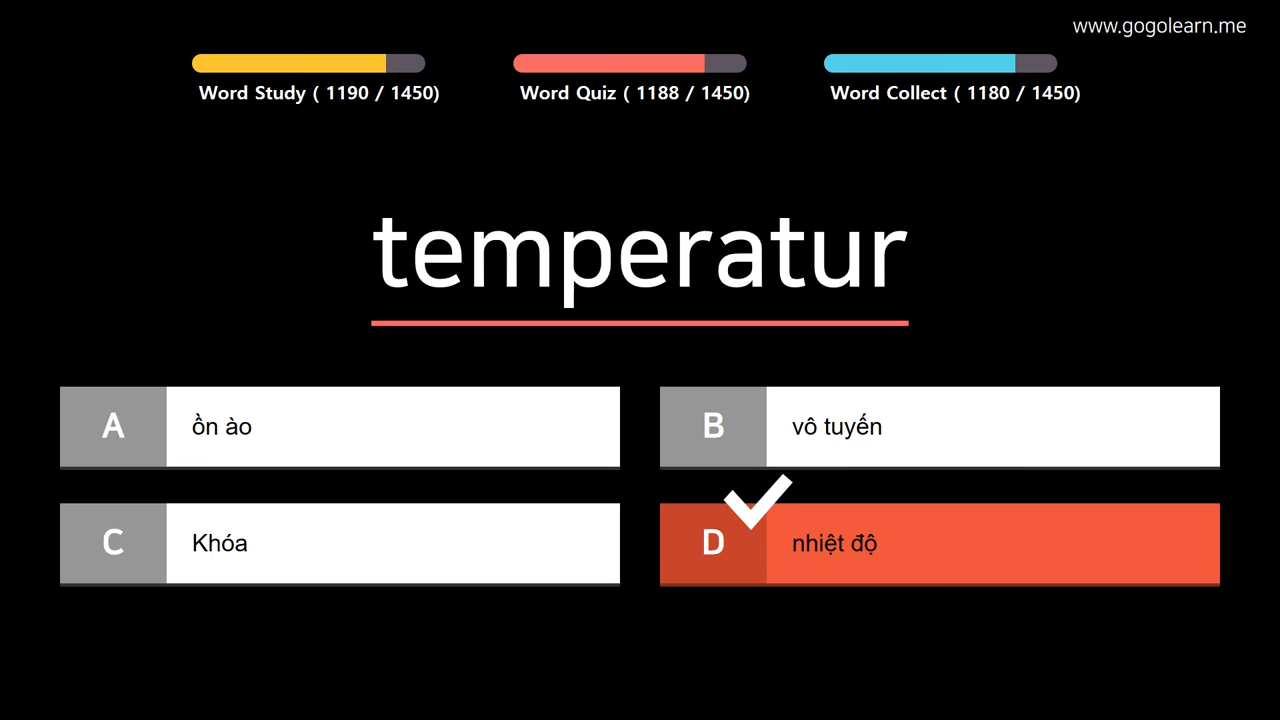 www.gogolearn.me
Word Study ( 1190 / 1450)
Word Quiz ( 1188 / 1450)
Word Collect ( 1180 / 1450)
temperatur
A
ồn ào
B
vô tuyến
C
Khóa
D
nhiệt độ